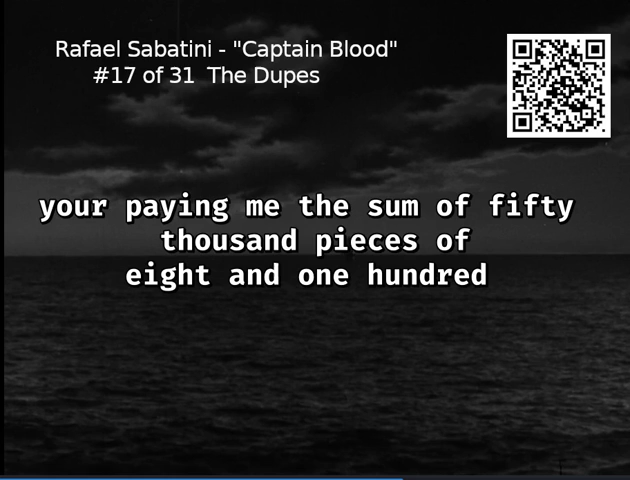 Rafael Sabatini - "Captain Blood"
#17 of 31  The Dupes
your paying me the sum of fifty
thousand pieces of
eight and one hundred